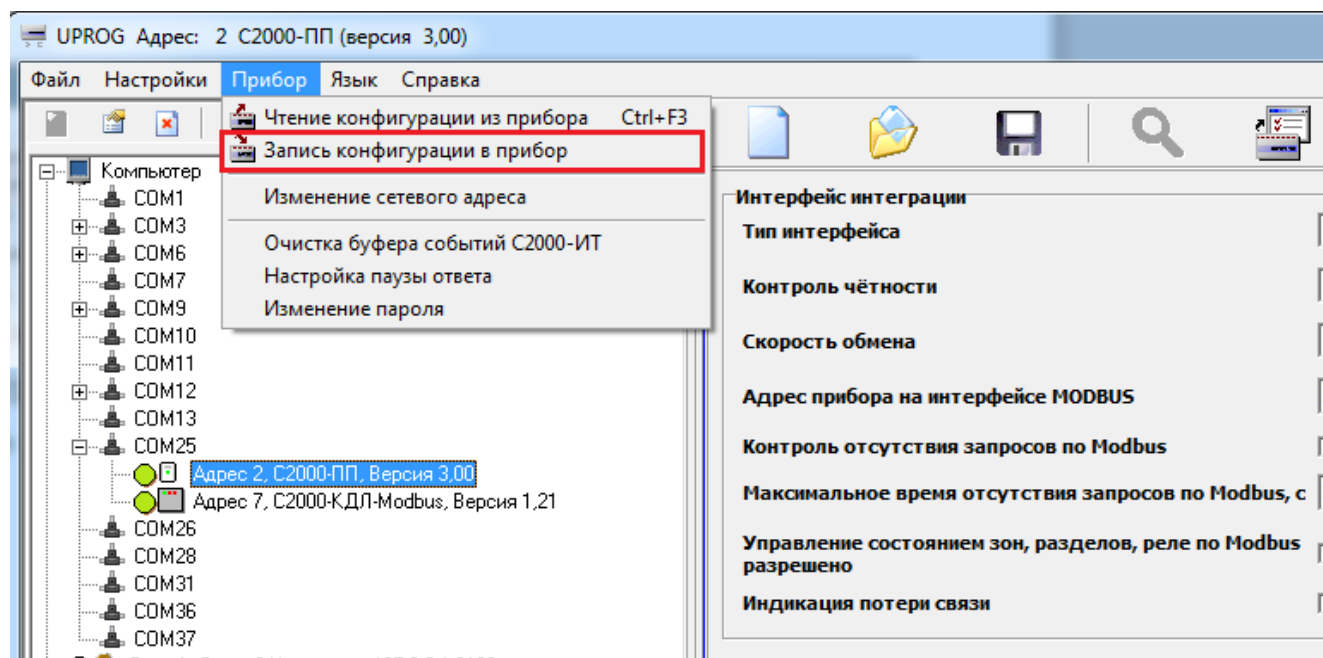 UPROG Адрес: 2 С2000-ПП (версия 3,00)
Файл Настройки Прибор Язык Справка
Чтение конфигурации из прибора Ctrl+F3
Запись конфигурации в прибор
Изменение сетевого адреса
Очистка буфера событий С2000-ИТ
Настройка паузы ответа
Изменение пароля
Компьютер
COM1
COM3
COM6
COM7
COM9
COM10
COM11
COM12
COM13
COM25
Адрес 2, С2000-ПП, Версия 3,00
Адрес 7, С2000-КДЛ-Modbus, Версия 1,21
COM26
COM28
COM31
COM36
COM37
Интерфейс интеграции
Тип интерфейса
Контроль чётности
Скорость обмена
Адрес прибора на интерфейсе MODBUS
Контроль отсутствия запросов по Modbus
Максимальное время отсутствия запросов по Modbus, с
Управление состоянием зон, разделов, реле по Modbus
разрешено
Индикация потери связи